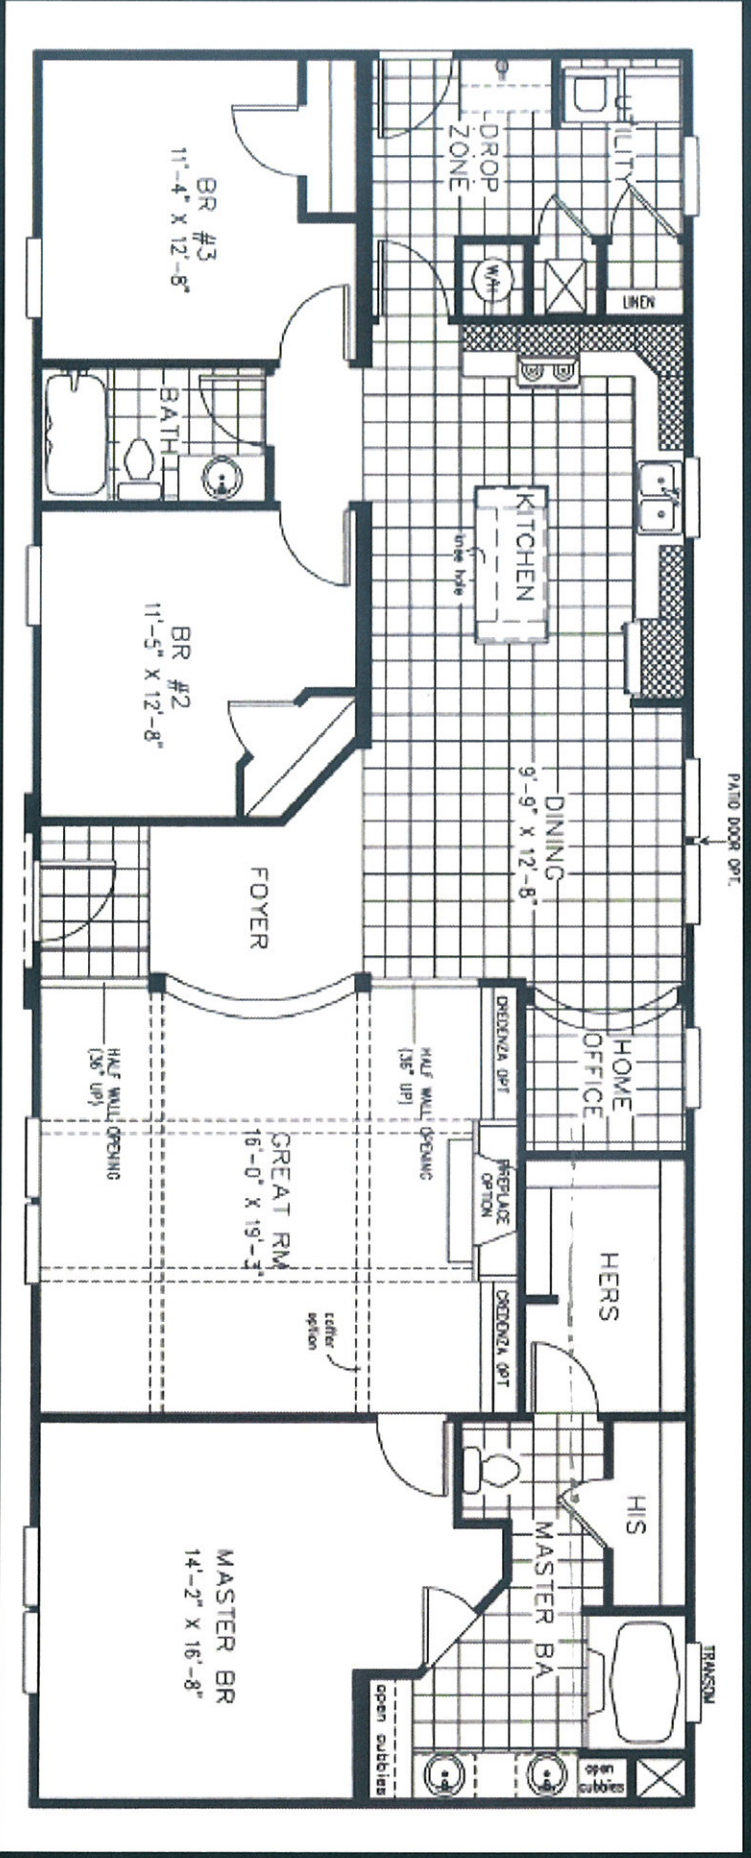 UTILITY
DROP
ZONE
W/H
LINEN
BR #3
11'-4" X 12'-8"
BATH
KITCHEN
knee hole
BR #2
11'-5" X 12'-8"
PATIO DOOR OPT.
DINING
9'-9" X 12'-8"
FOYER
HOME
OFFICE
CREDENZA OPT
HALF WALL OPENING
(36" UP)
HALF WALL OPENING
(36" UP)
FIREPLACE
OPTION
GREAT RM
16'-0" X 19'-3"
CREDENZA OPT
coffer
option
HERS
HIS
MASTER BA
TRANSOM
MASTER BR
14'-2" X 16'-8"
open cubbies
open
cubbies